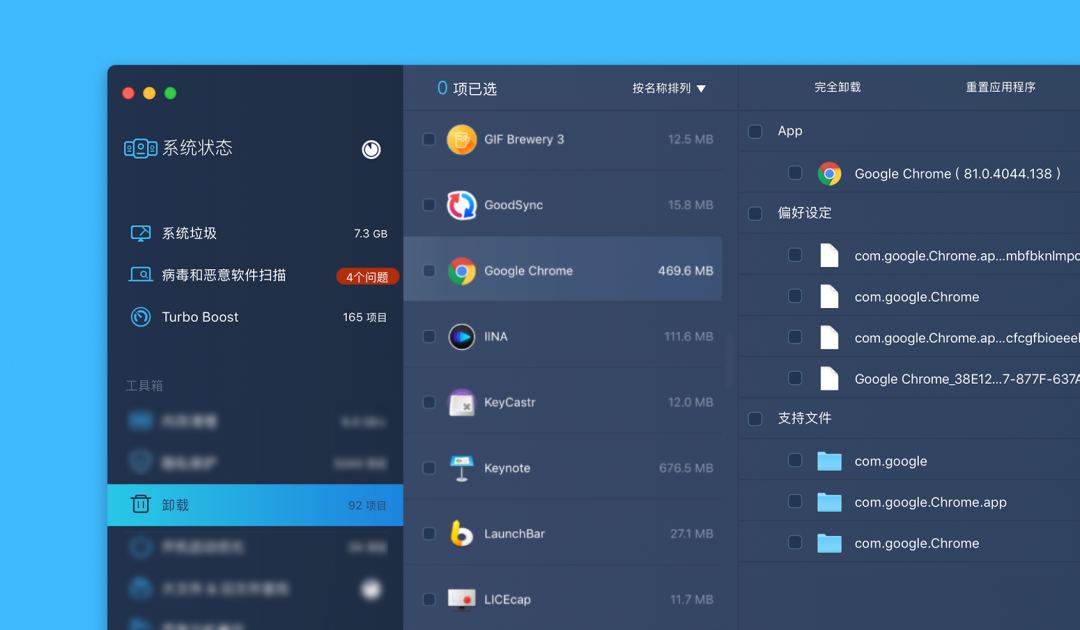 系统状态
系统垃圾 7.3 GB
病毒和恶意软件扫描 4个问题
Turbo Boost 165 项目
工具箱
卸载 92 项目
0 项已选 按名称排列
GIF Brewery 3 12.5 MB
GoodSync 15.8 MB
Google Chrome 469.6 MB
IINA 111.6 MB
KeyCastr 12.0 MB
Keynote 676.5 MB
LaunchBar 27.1 MB
LICEcap 11.7 MB
完全卸载 重置应用程序
App
Google Chrome ( 81.0.4044.138 )
偏好设定
com.google.Chrome.ap...mbfbknlmpo
com.google.Chrome
com.google.Chrome.ap...cfcgfbioeeel
Google Chrome_38E12...7-877F-637A
支持文件
com.google
com.google.Chrome.app
com.google.Chrome